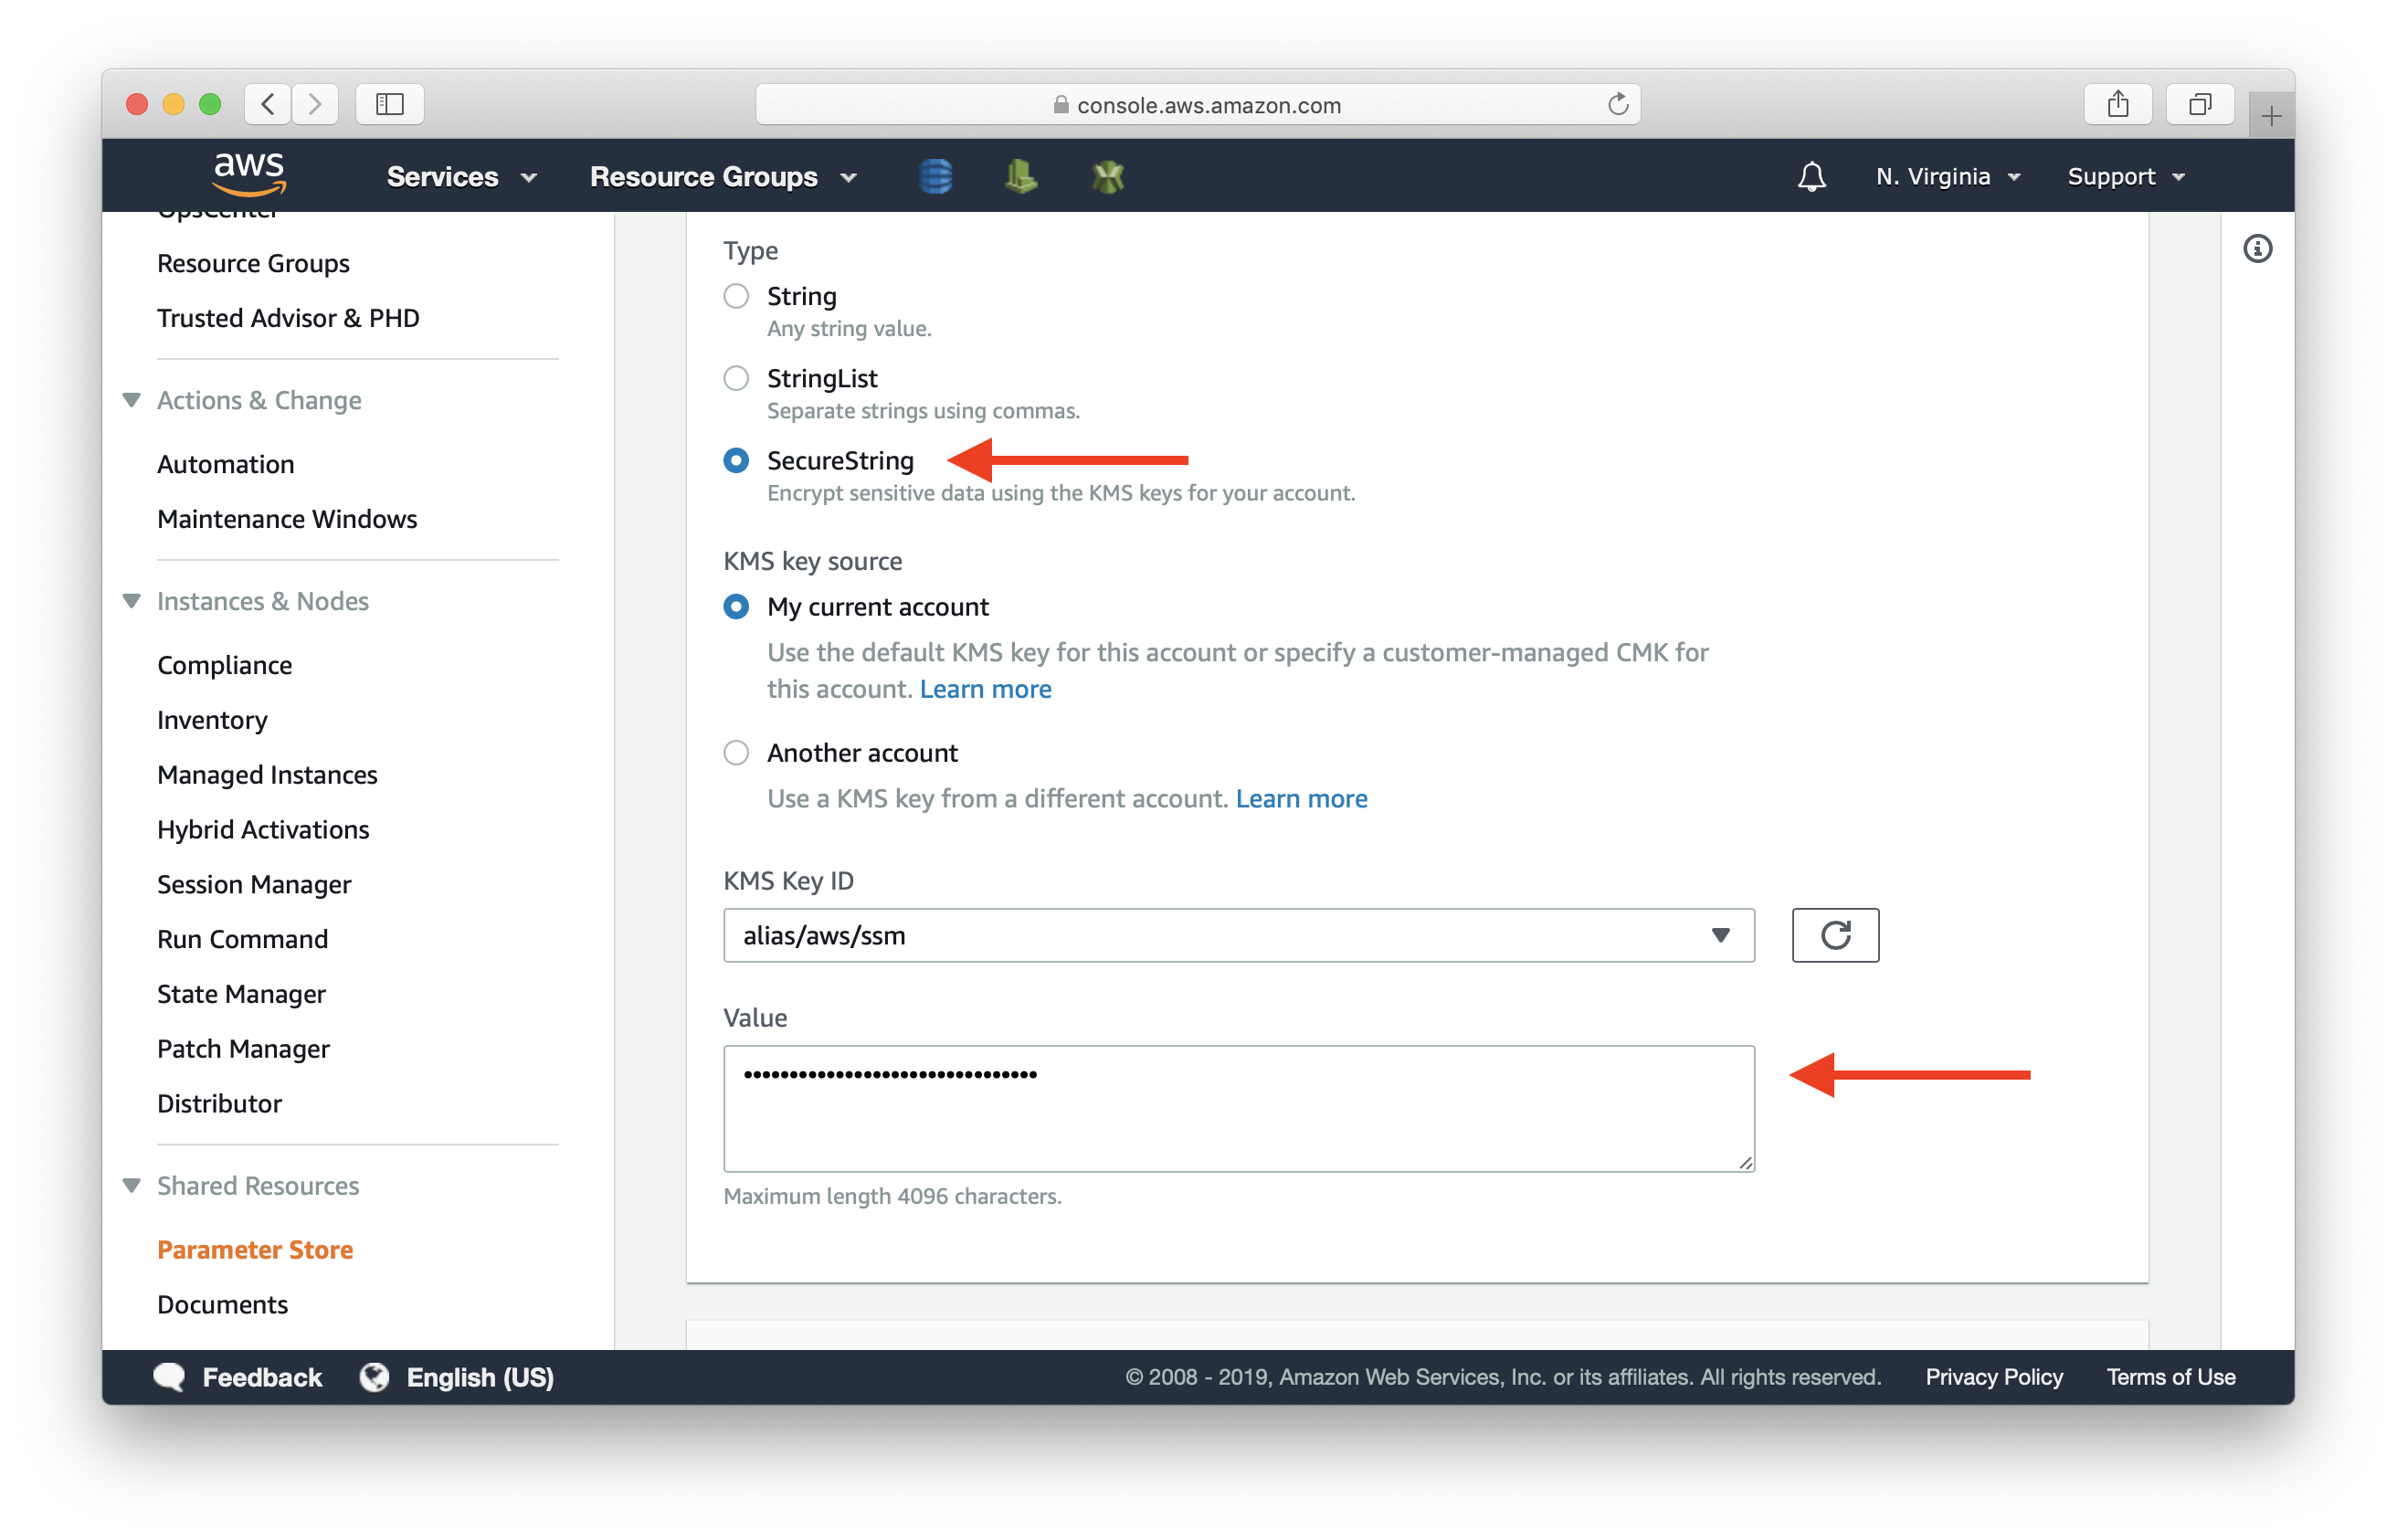 console.aws.amazon.com
aws
Services
Resource Groups
N. Virginia
Support
OpsCenter
Resource Groups
Trusted Advisor & PHD
Actions & Change
Automation
Maintenance Windows
Instances & Nodes
Compliance
Inventory
Managed Instances
Hybrid Activations
Session Manager
Run Command
State Manager
Patch Manager
Distributor
Shared Resources
Parameter Store
Documents
Type
String
Any string value.
StringList
Separate strings using commas.
SecureString
Encrypt sensitive data using the KMS keys for your account.
KMS key source
My current account
Use the default KMS key for this account or specify a customer-managed CMK for
this account. Learn more
Another account
Use a KMS key from a different account. Learn more
KMS Key ID
alias/aws/ssm
Value
••••••••••••••••••••••••••••••••
Maximum length 4096 characters.
Feedback
English (US)
© 2008 - 2019, Amazon Web Services, Inc. or its affiliates. All rights reserved.
Privacy Policy
Terms of Use